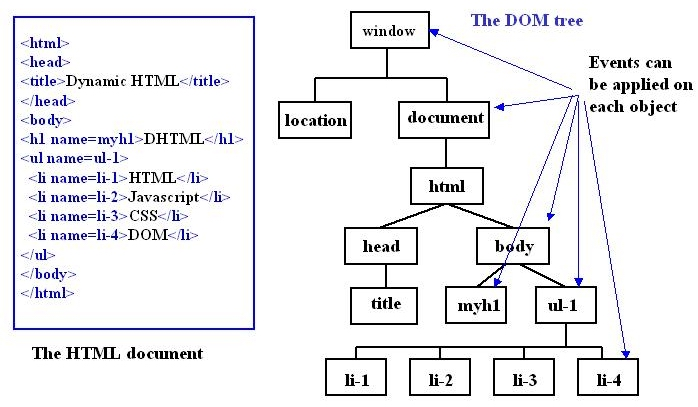 <html>
<head>
<title>Dynamic HTML</title>
</head>
<body>
<h1 name=myh1>DHTML</h1>
<ul name=ul-1>
<li name=li-1>HTML</li>
<li name=li-2>Javascript</li>
<li name=li-3>CSS</li>
<li name=li-4>DOM</li>
</ul>
</body>
</html>
The HTML document
The DOM tree
Events can
be applied on
each object
window
location
document
html
head
body
title
myh1
ul-1
li-1
li-2
li-3
li-4